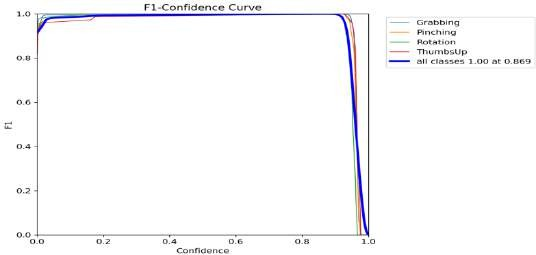 F1-Confidence Curve
1.0
0.8
0.6
0.4
0.2
0.0
F1
0.0 0.2 0.4 0.6 0.8 1.0
Confidence
Grabbing
Pinching
Rotation
ThumbsUp
all classes 1.00 at 0.869